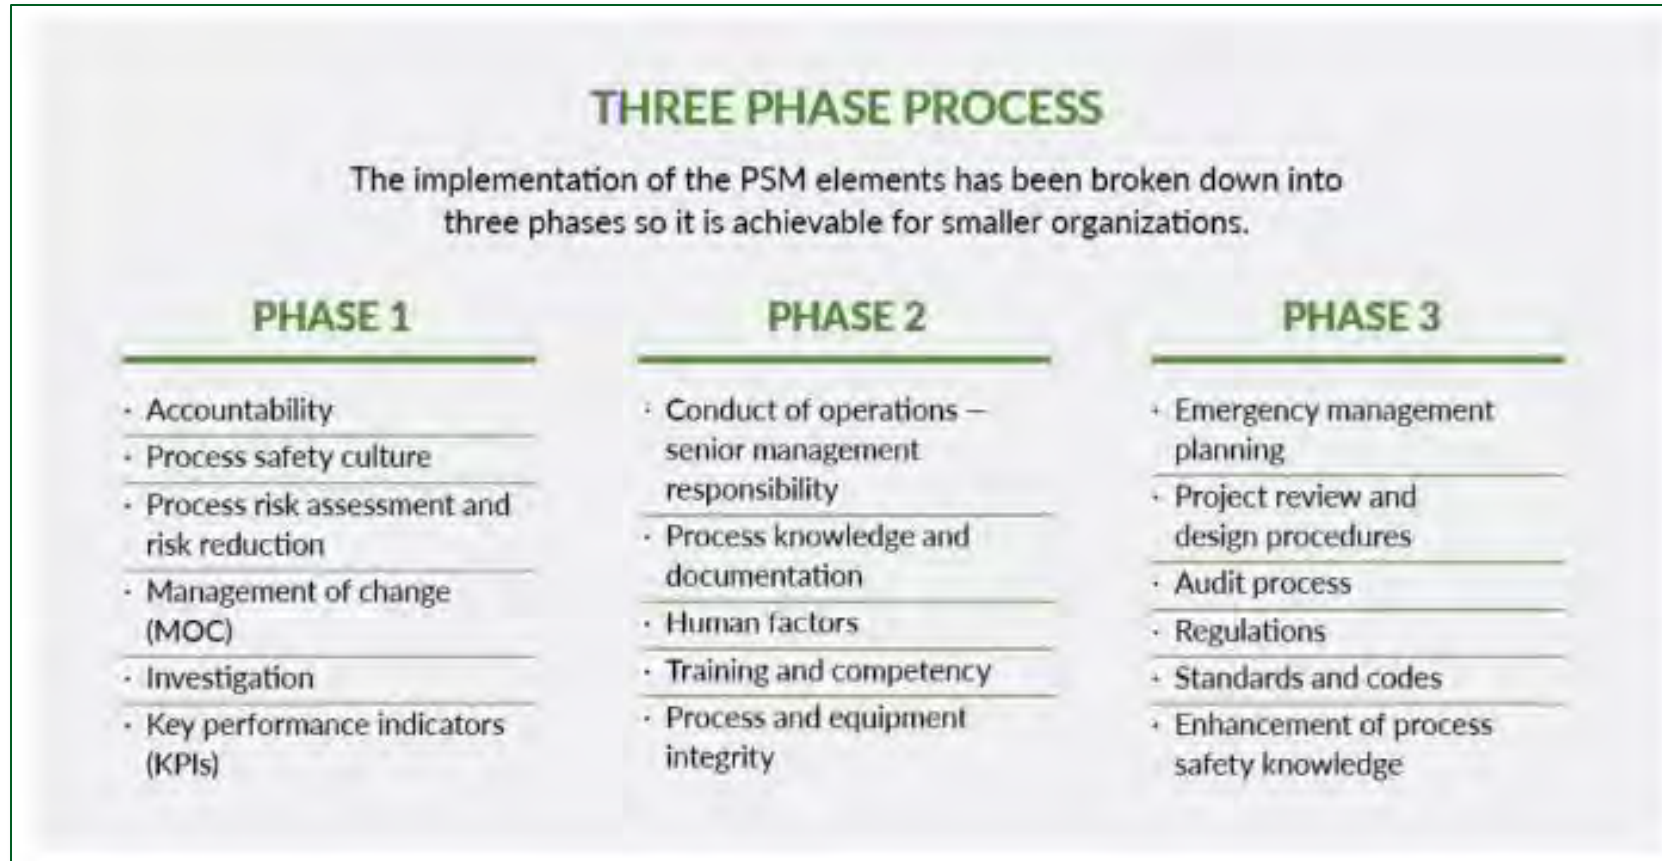 THREE PHASE PROCESS
The implementation of the PSM elements has been broken down into
three phases so it is achievable for smaller organizations.
PHASE 1
· Accountability
· Process safety culture
· Process risk assessment and
risk reduction
· Management of change
(MOC)
· Investigation
· Key performance indicators
(KPIs)
PHASE 2
· Conduct of operations —
senior management
responsibility
· Process knowledge and
documentation
· Human factors
· Training and competency
· Process and equipment
integrity
PHASE 3
· Emergency management
planning
· Project review and
design procedures
· Audit process
· Regulations
· Standards and codes
· Enhancement of process
safety knowledge